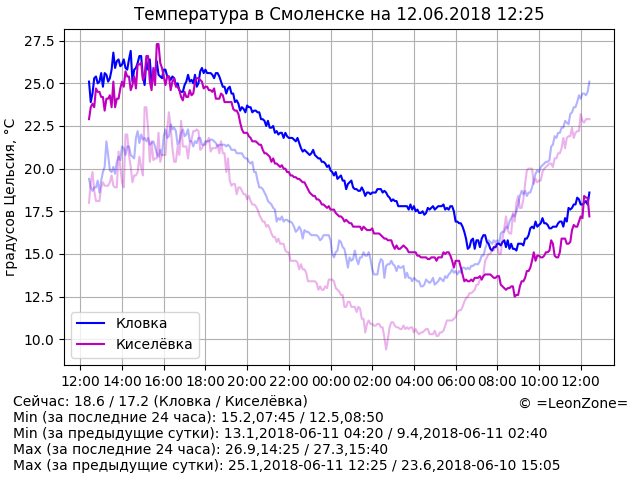 Температура в Смоленске на 12.06.2018 12:25
градусов Цельсия, °C
27.5
25.0
22.5
20.0
17.5
15.0
12.5
10.0
Кловка
Киселёвка
12:00 14:00 16:00 18:00 20:00 22:00 00:00 02:00 04:00 06:00 08:00 10:00 12:00
Сейчас: 18.6 / 17.2 (Кловка / Киселёвка)
© =LeonZone=
Min (за последние 24 часа): 15.2,07:45 / 12.5,08:50
Min (за предыдущие сутки): 13.1,2018-06-11 04:20 / 9.4,2018-06-11 02:40
Max (за последние 24 часа): 26.9,14:25 / 27.3,15:40
Max (за предыдущие сутки): 25.1,2018-06-11 12:25 / 23.6,2018-06-10 15:05